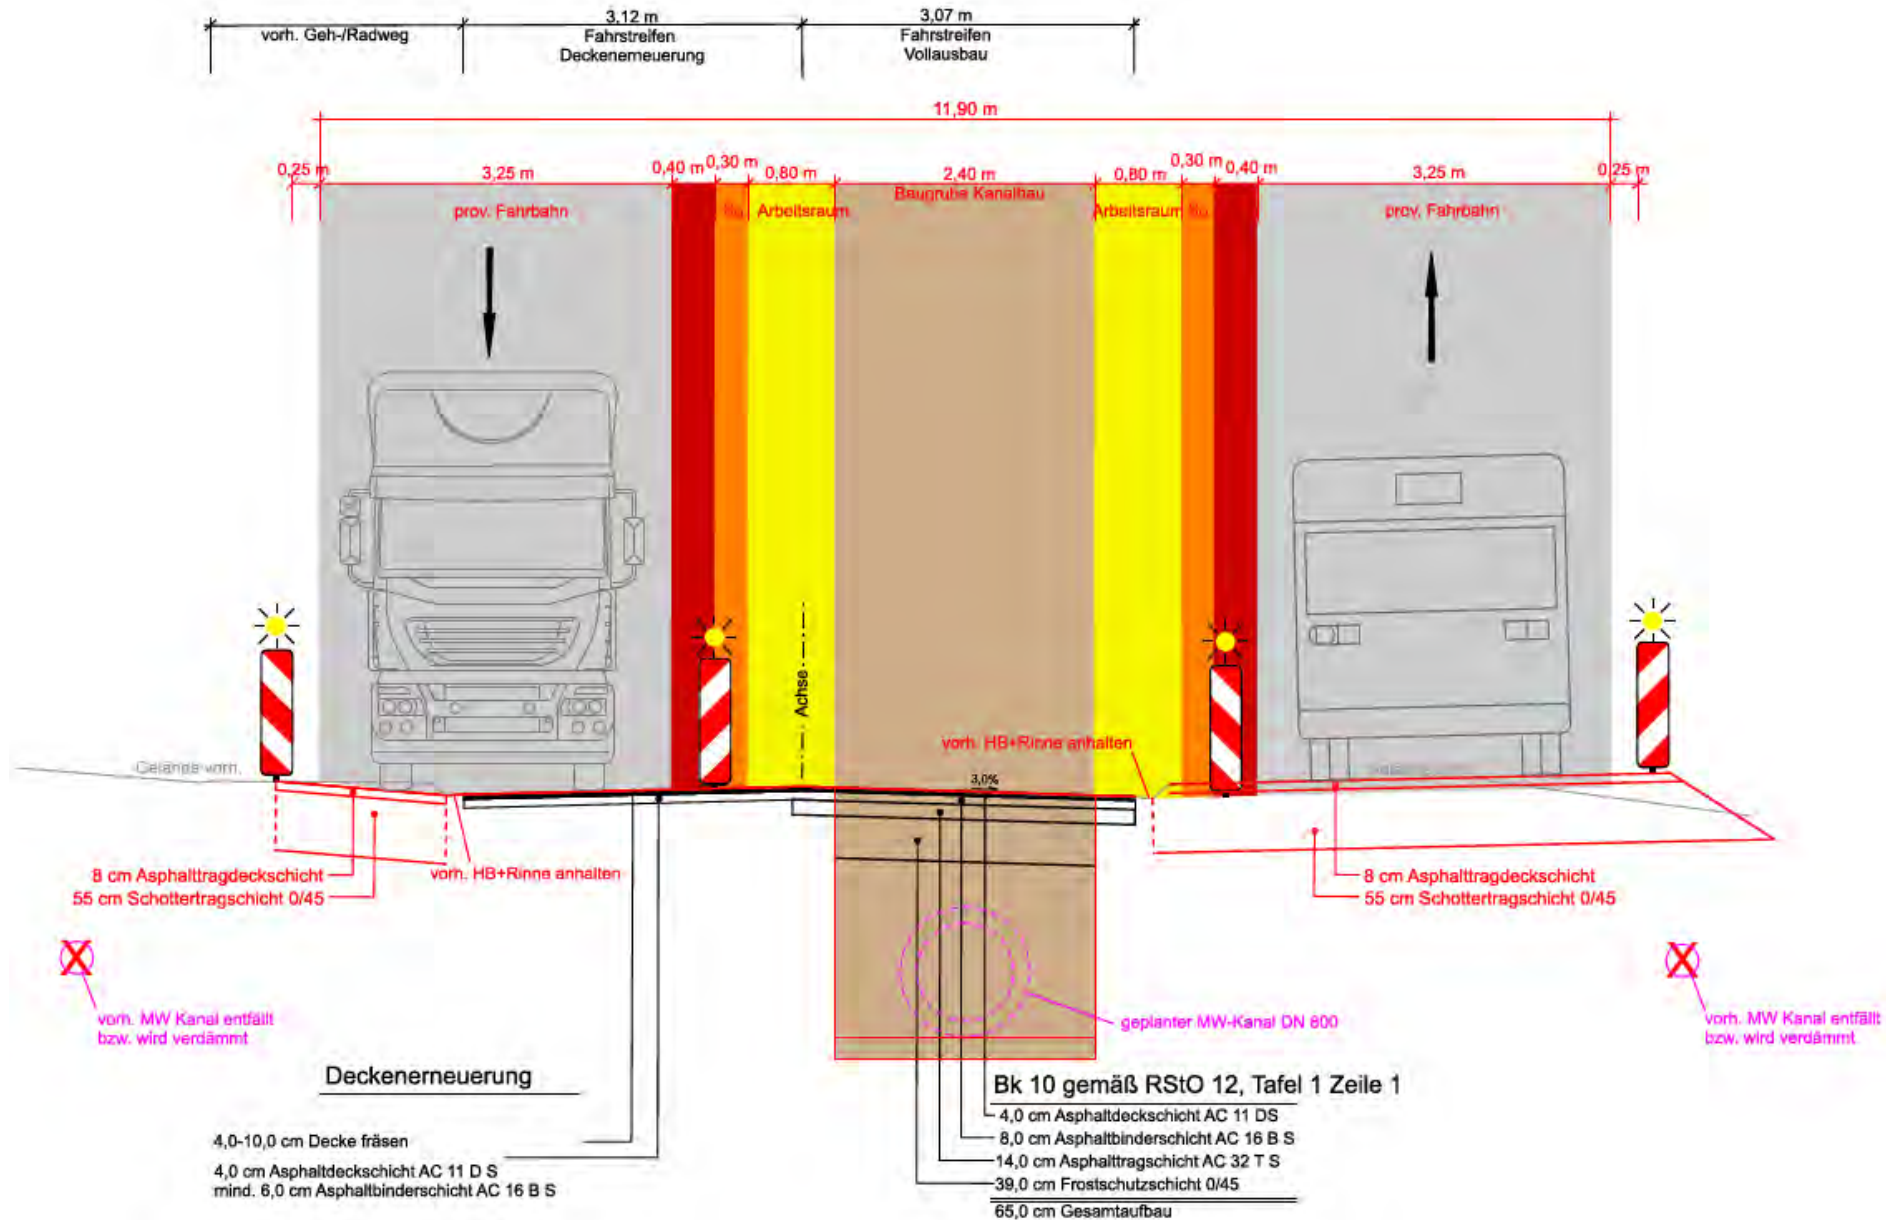 3,12 m
3,07 m
vorh. Geh-/Radweg
Fahrstreifen
Deckenerneuerung
Fahrstreifen
Vollausbau
11,90 m
0,25 m
3,25 m
0,40 m
0,30 m
0,80 m
2,40 m
0,80 m
0,30 m
0,40 m
3,25 m
0,25 m
Baugrube Kanalbau
prov. Fahrbahn
Arbeitsraum
Arbeitsraum
prov. Fahrbahn
Achse
vorh. HB+Rinne anhalten
Gelände vorh.
3,0%
8 cm Asphalttragdeckschicht
55 cm Schottertragschicht 0/45
vorh. HB+Rinne anhalten
8 cm Asphalttragdeckschicht
55 cm Schottertragschicht 0/45
X
X
vorh. MW Kanal entfällt
bzw. wird verdämmt
geplanter MW-Kanal DN 800
vorh. MW Kanal entfällt
bzw. wird verdämmt
Deckenerneuerung
4,0-10,0 cm Decke fräsen
4,0 cm Asphaltdeckschicht AC 11 D S
mind. 6,0 cm Asphaltbinderschicht AC 16 B S
Bk 10 gemäß RStO 12, Tafel 1 Zeile 1
4,0 cm Asphaltdeckschicht AC 11 DS
8,0 cm Asphaltbinderschicht AC 16 B S
14,0 cm Asphalttragschicht AC 32 T S
39,0 cm Frostschutzschicht 0/45
65,0 cm Gesamtaufbau